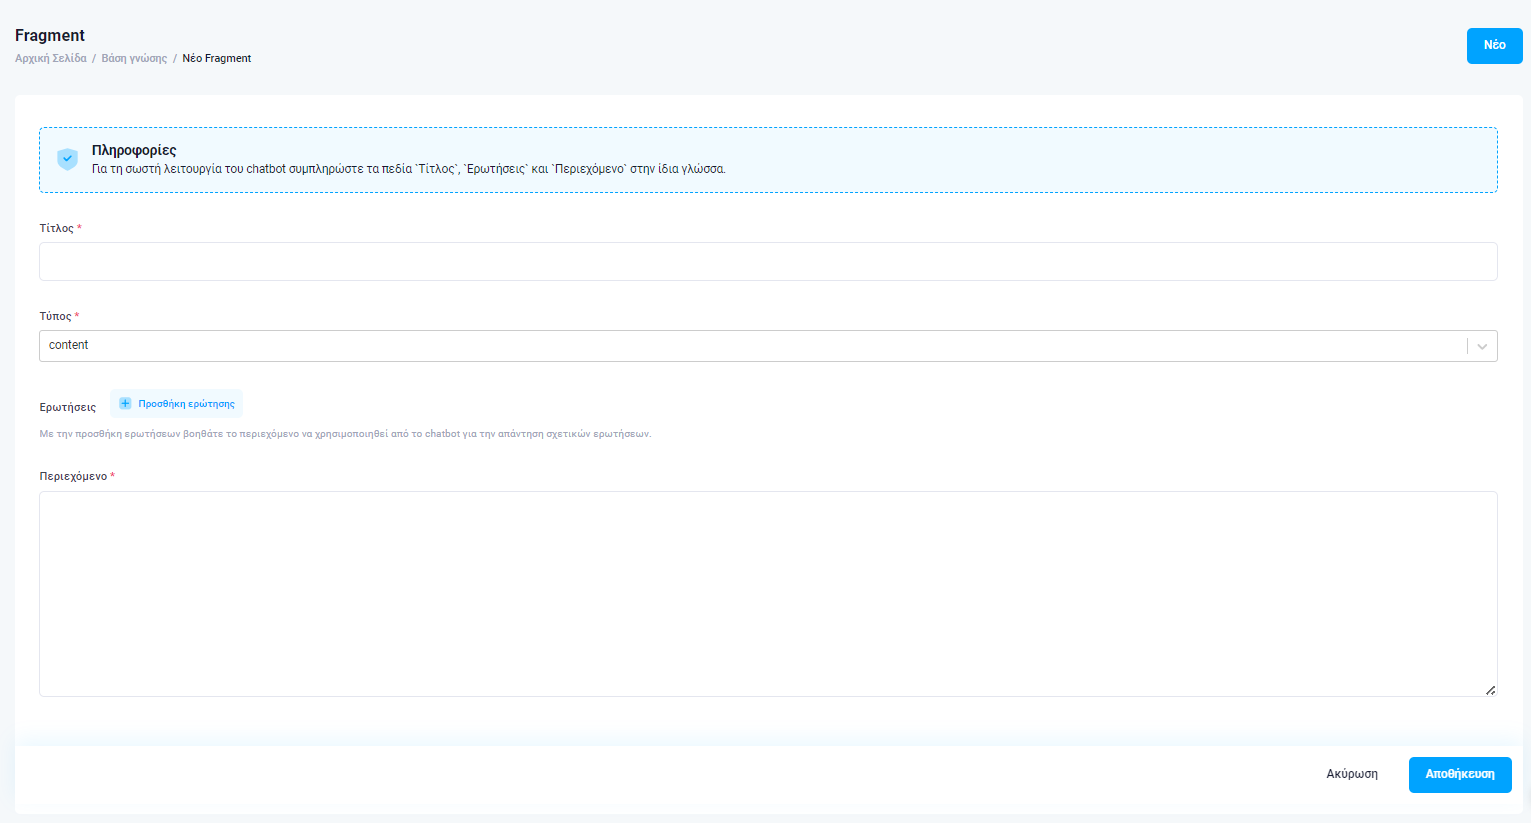 Fragment
Αρχική Σελίδα / Βάση γνώσης / Νέο Fragment
Νέο
Πληροφορίες
Για τη σωστή λειτουργία του chatbot συμπληρώστε τα πεδία `Τίτλος`, `Ερωτήσεις` και `Περιεχόμενο` στην ίδια γλώσσα.
Τίτλος *
Τύπος *
content
Ερωτήσεις
Προσθήκη ερώτησης
Με την προσθήκη ερωτήσεων βοηθάτε το περιεχόμενο να χρησιμοποιηθεί από το chatbot για την απάντηση σχετικών ερωτήσεων.
Περιεχόμενο *
Ακύρωση
Αποθήκευση